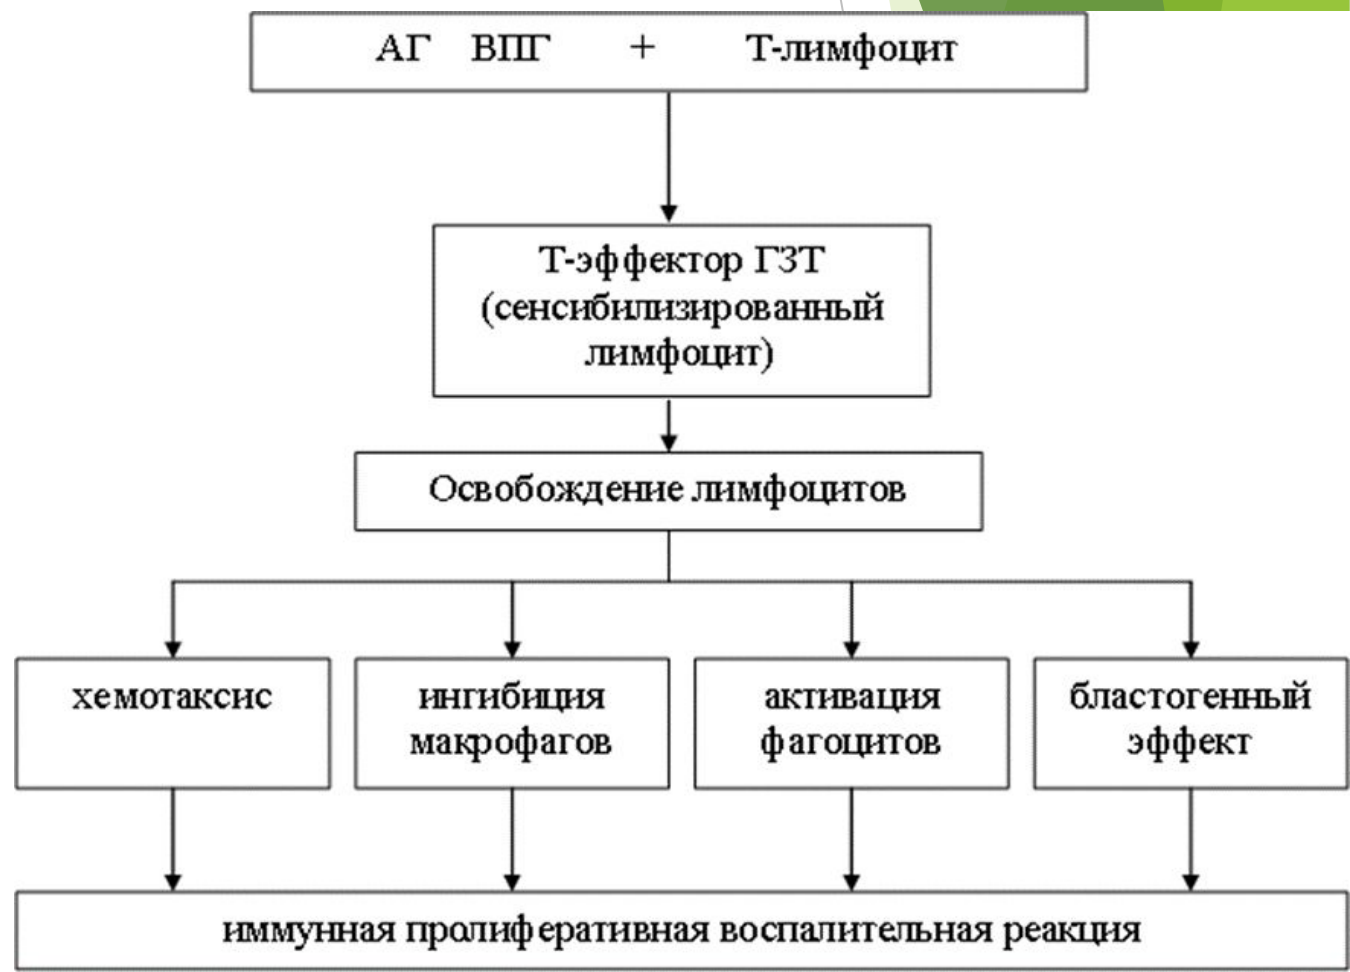 АГ ВПГ + Т-лимфоцит
Т-эффектор ГЗТ
(сенсибилизированный
лимфоцит)
Освобождение лимфоцитов
хемотаксис
ингибиция
макрофагов
активация
фагоцитов
бластогенный
эффект
иммунная пролиферативная воспалительная реакция